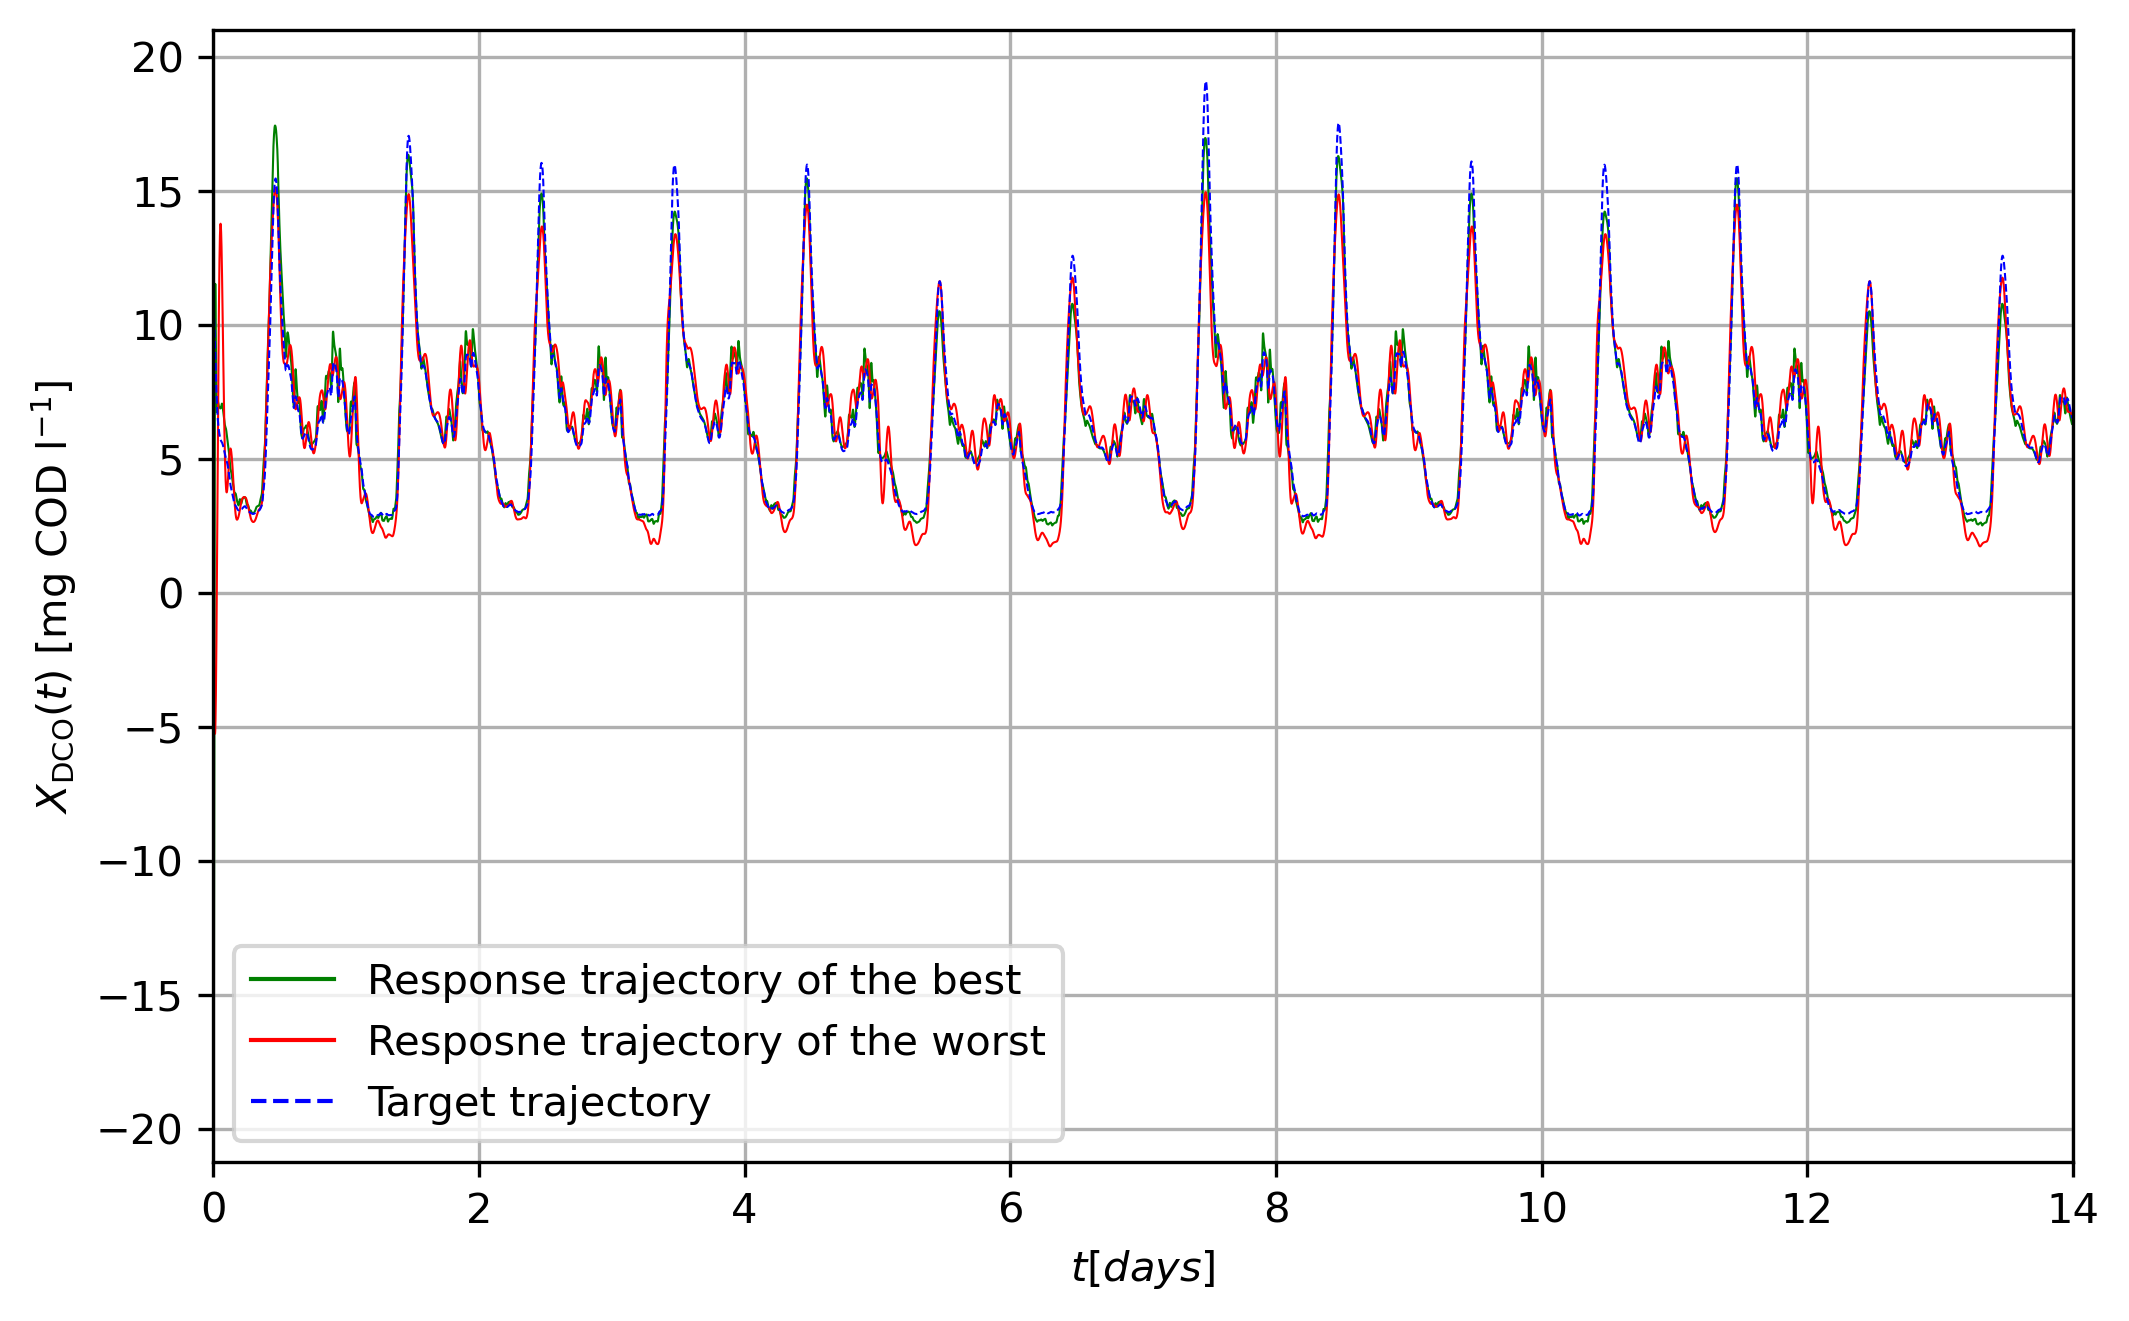 20
15
10
5
0
−5
−10
−15
−20
X_DCO(t) [mg COD l⁻¹]
Response trajectory of the best
Resposne trajectory of the worst
Target trajectory
0 2 4 6 8 10 12 14
t[days]